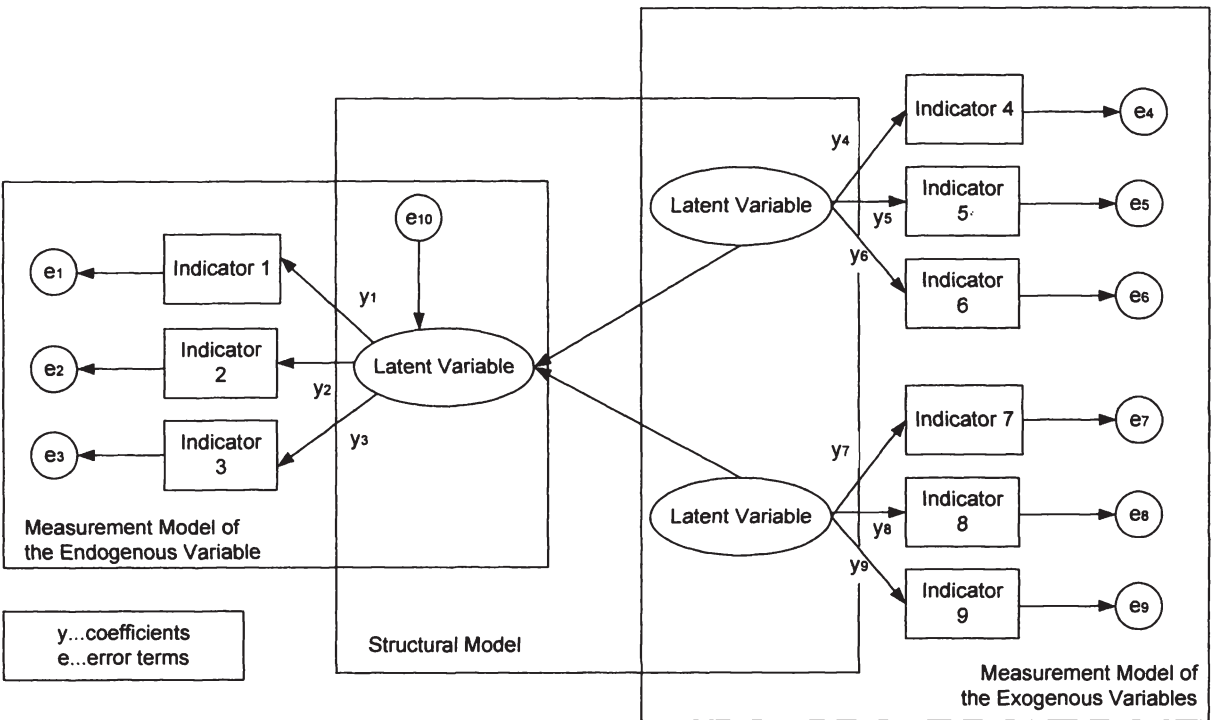 Indicator 4
e4
y4
Latent Variable
Indicator
5
e5
y5
y6
Indicator
6
e6
e10
e1
Indicator 1
y1
e2
Indicator
2
y2
Latent Variable
e3
Indicator
3
y3
Indicator 7
e7
y7
Latent Variable
Indicator
8
e8
y8
y9
Indicator
9
e9
Measurement Model of
the Endogenous Variable
y...coefficients
e...error terms
Structural Model
Measurement Model of
the Exogenous Variables